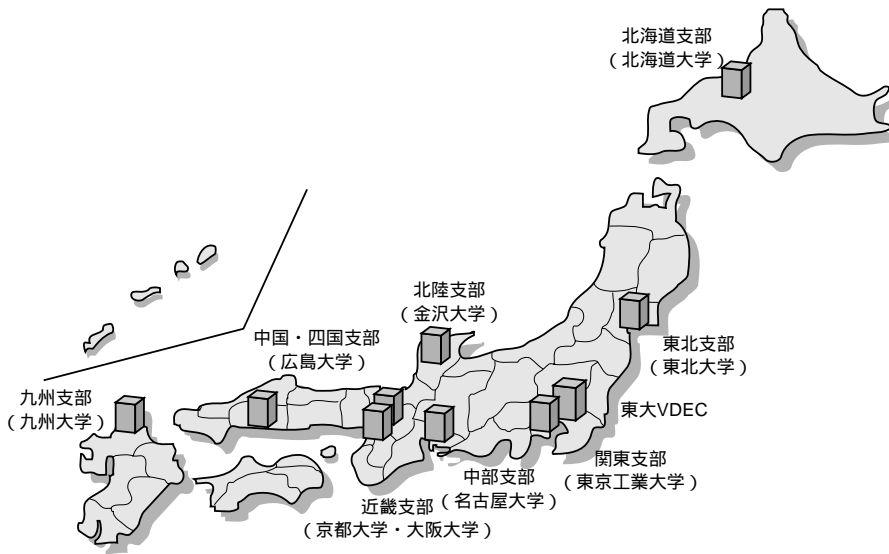 北海道支部
（北海道大学）
北陸支部
（金沢大学）
中国・四国支部
（広島大学）
東北支部
（東北大学）
九州支部
（九州大学）
東大VDEC
関東支部
（東京工業大学）
中部支部
（名古屋大学）
近畿支部
（京都大学・大阪大学）